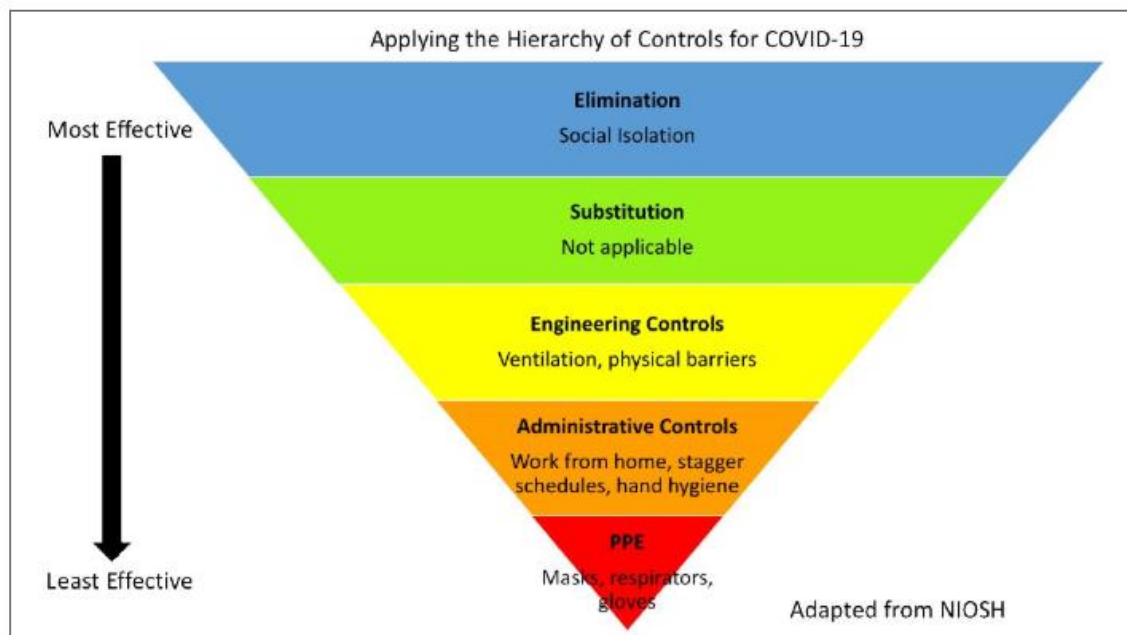 Applying the Hierarchy of Controls for COVID-19
Most Effective
Elimination
Social Isolation
Substitution
Not applicable
Engineering Controls
Ventilation, physical barriers
Administrative Controls
Work from home, stagger
schedules, hand hygiene
PPE
Masks, respirators,
gloves
Least Effective
Adapted from NIOSH